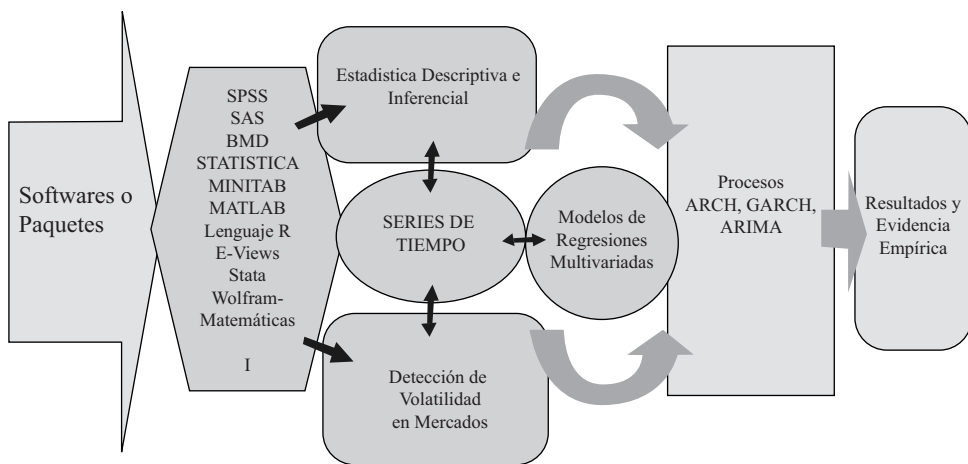 Softwares o
Paquetes
SPSS
SAS
BMD
STATISTICA
MINITAB
MATLAB
Lenguaje R
E-Views
Stata
Wolfram-
Matemáticas
I
Estadistica Descriptiva e
Inferencial
SERIES DE
TIEMPO
Modelos de
Regresiones
Multivariadas
Detección de
Volatilidad
en Mercados
Procesos
ARCH, GARCH,
ARIMA
Resultados y
Evidencia
Empírica